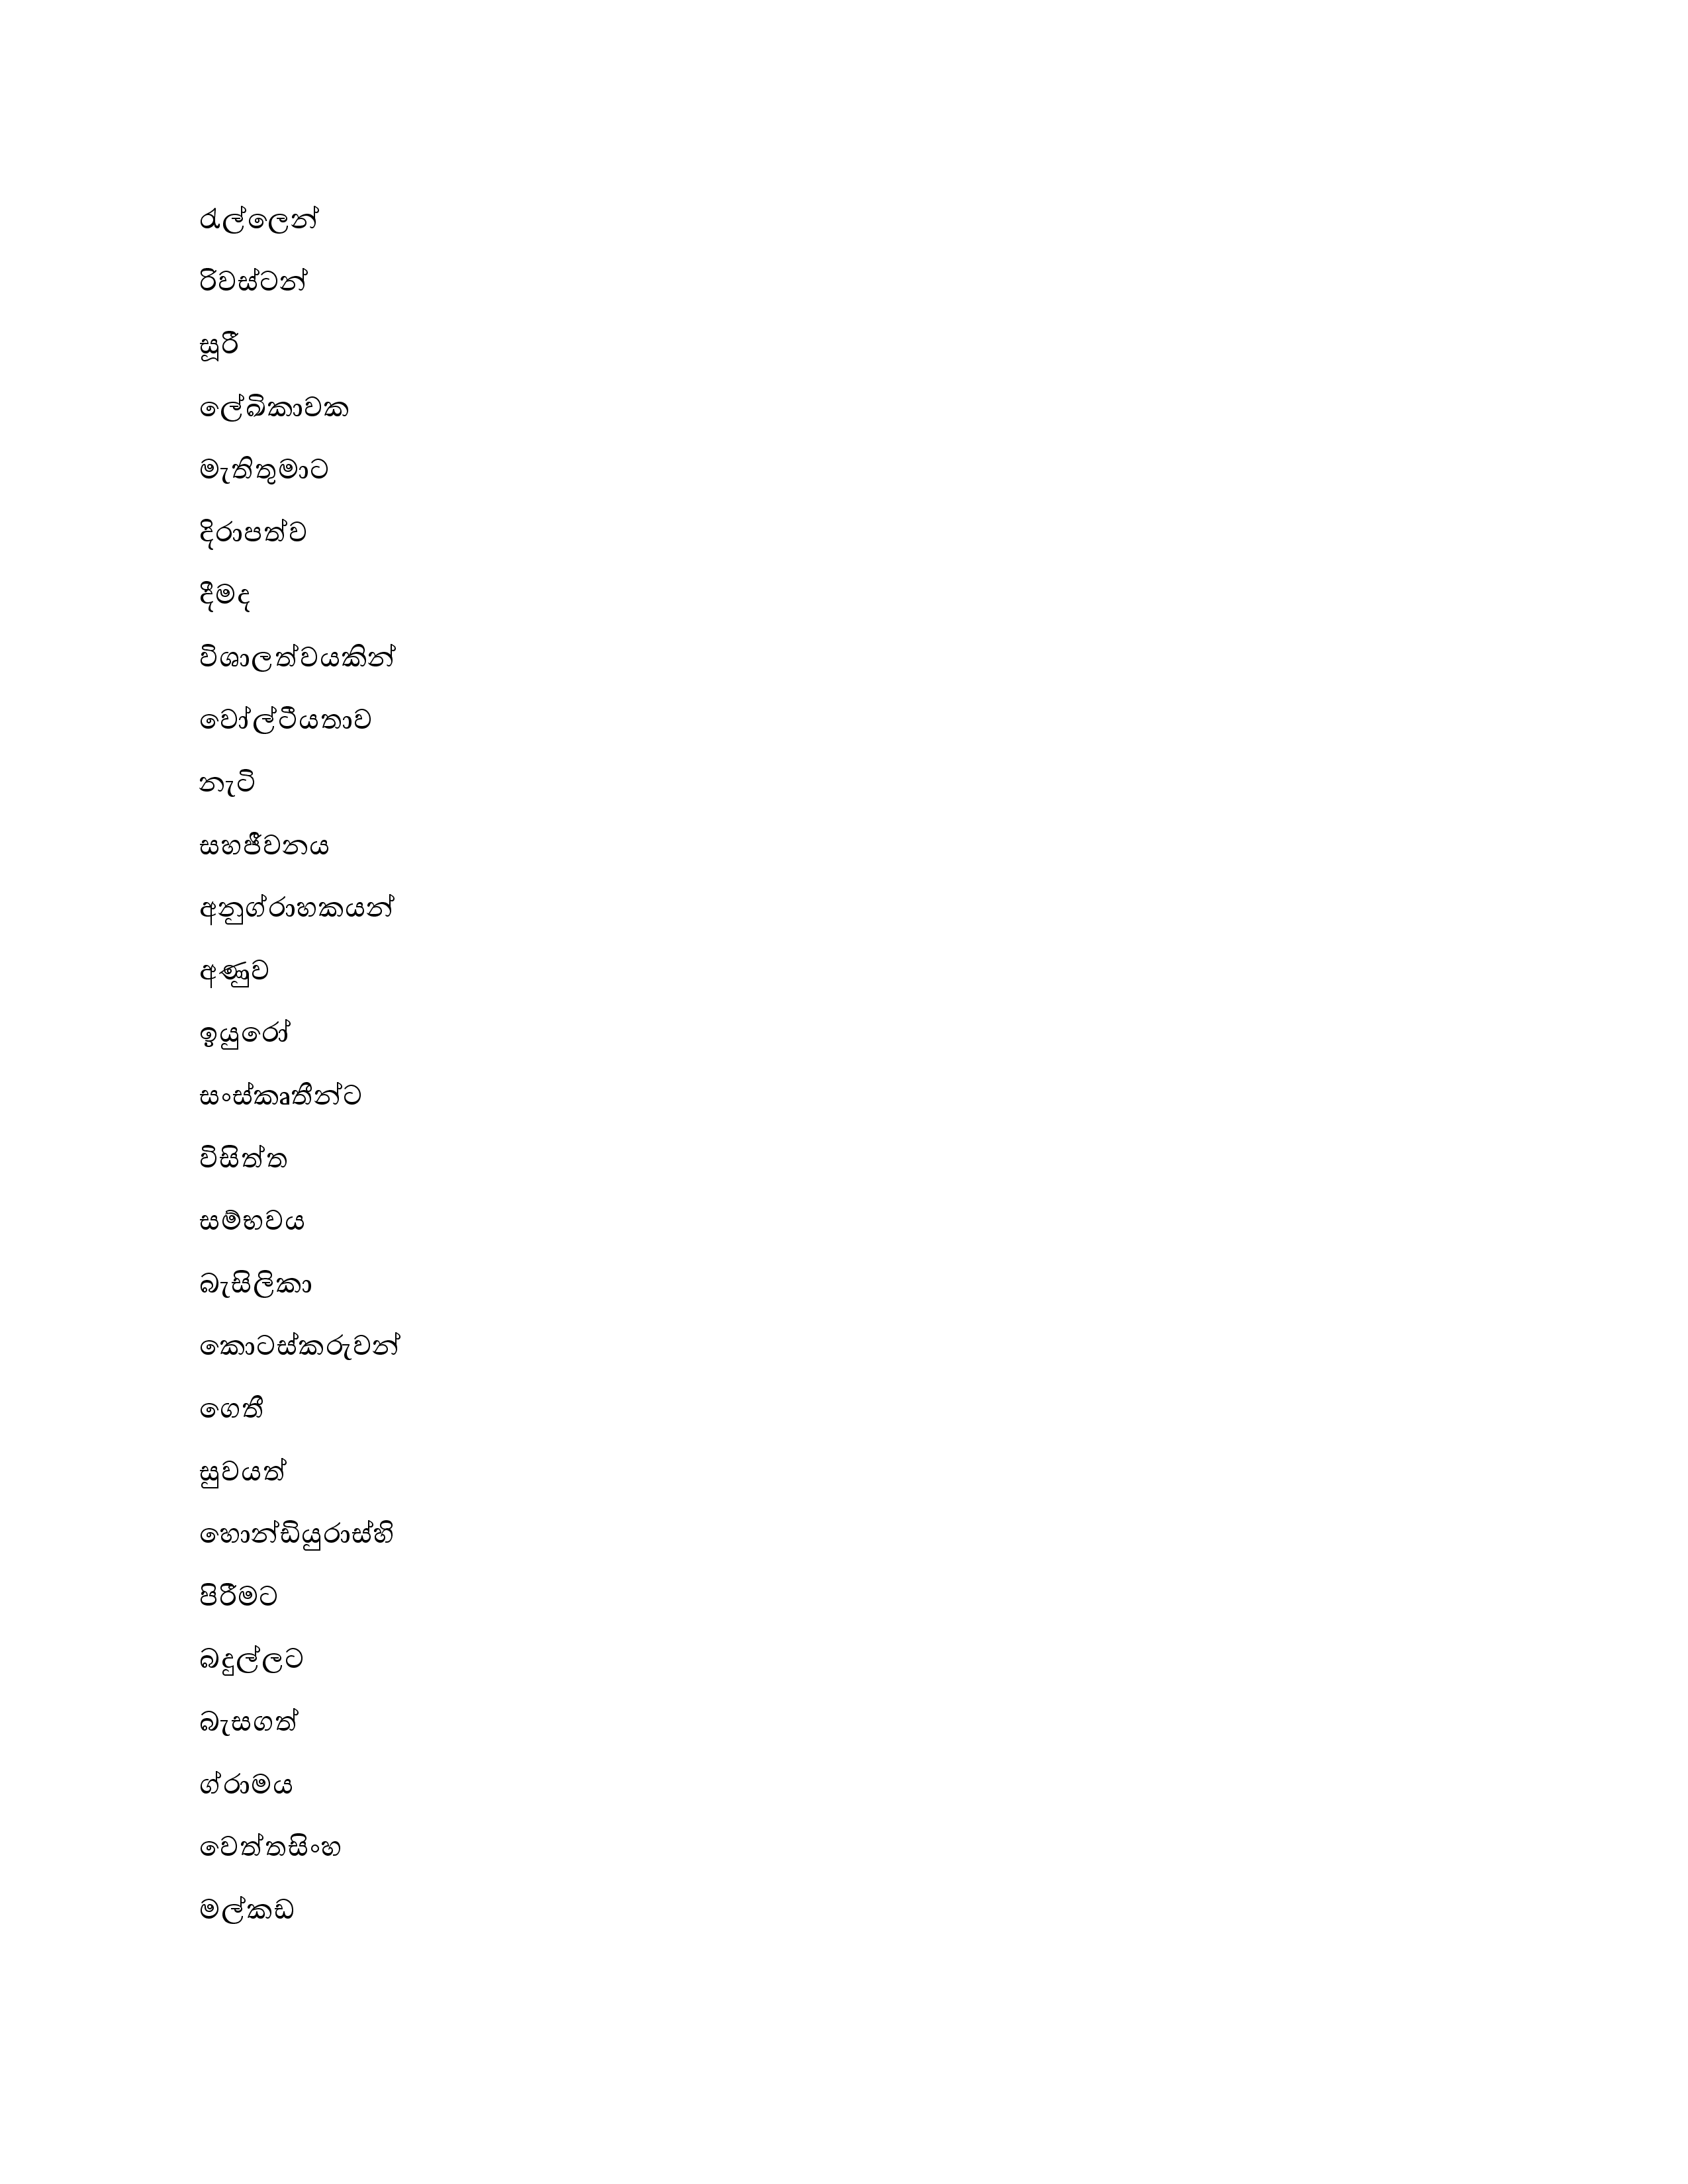 රැල්ලෙන්
රිවස්ටන්
සූරී
ලේඛිකාවක
මැතිතුමාට
දිරාපත්ව
දීමද
විශාලත්වයකින්
වෝල්ටීයතාව
නැටි
සහජීවනය
අනුග්රාහකයන්
අණුව
ඉයුරෝ
සංස්කෘතීන්ට
විසිත්ත
සම්භවය
බැසිලිකා
කොටස්කරුවන්
ගෙතී
සුවයත්
හොන්ඩියුරාස්හි
පිරීමට
බදුල්ලට
බැසගත්
ග්රාමය
වෙත්තසිංහ
මල්කඩ